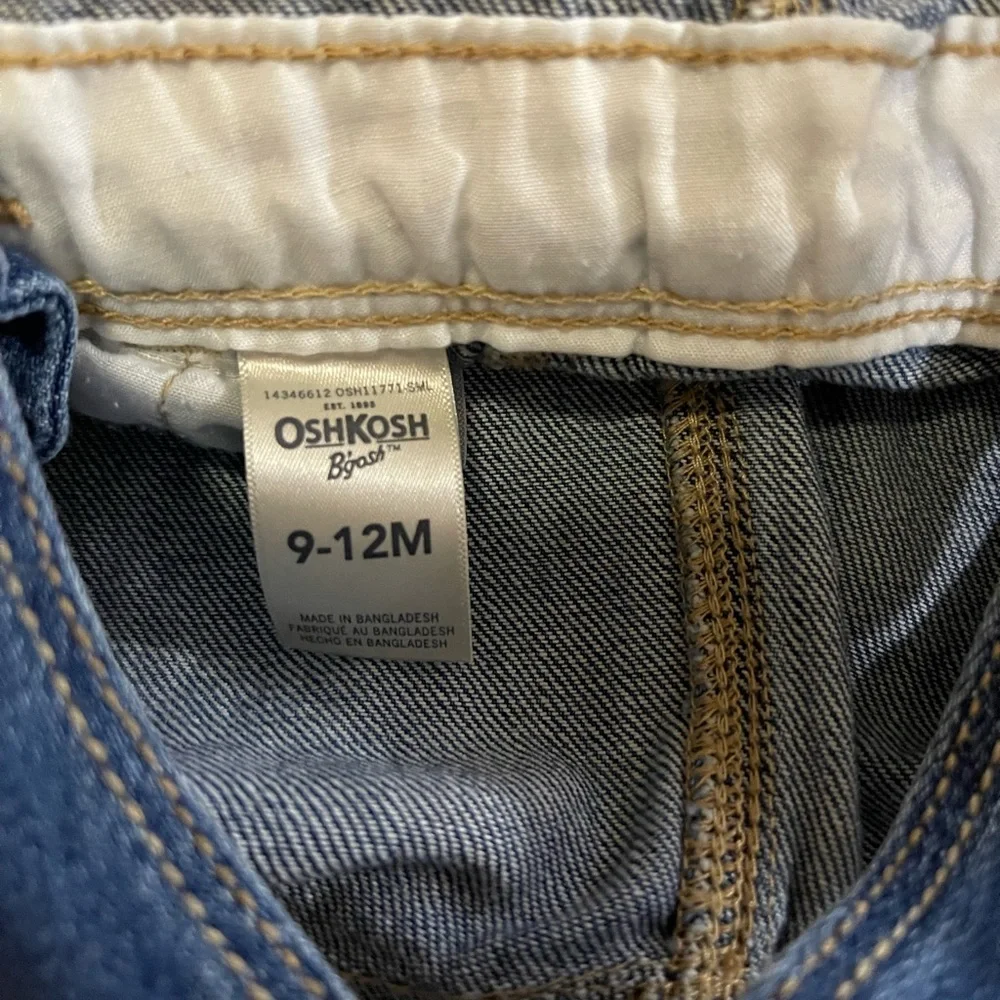 14346612 OSH11771.SML
EST. 1895
OSHKOSH
B'gosh™
9-12M
MADE IN BANGLADESH
FABRIQUÉ AU BANGLADESH
HECHO EN BANGLADESH